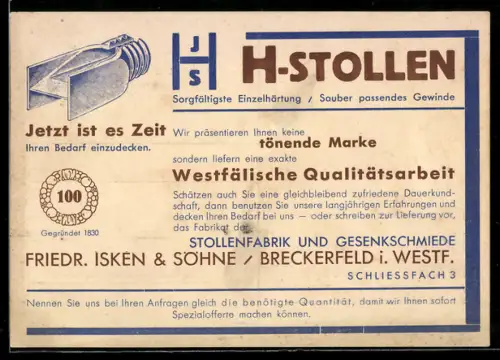 J
H
S
H-STOLLEN
Sorgfältigste Einzelhärtung / Sauber passendes Gewinde
Jetzt ist es Zeit
Ihren Bedarf einzudecken.
Wir präsentieren Ihnen keine
tönende Marke
sondern liefern eine exakte
Westfälische Qualitätsarbeit
Schätzen auch Sie eine gleichbleibend zufriedene Dauerkund-
schaft, dann benutzen Sie unsere langjährigen Erfahrungen und
decken Ihren Bedarf bei uns – oder schreiben zur Lieferung vor,
das Fabrikat der
100
Gegründet 1830
STOLLENFABRIK UND GESENKSCHMIEDE
FRIEDR. ISKEN & SÖHNE / BRECKERFELD i. WESTF.
SCHLIESSFACH 3
Nennen Sie uns bei Ihren Anfragen gleich die benötigte Quantität, damit wir Ihnen sofort
Spezialofferte machen können.